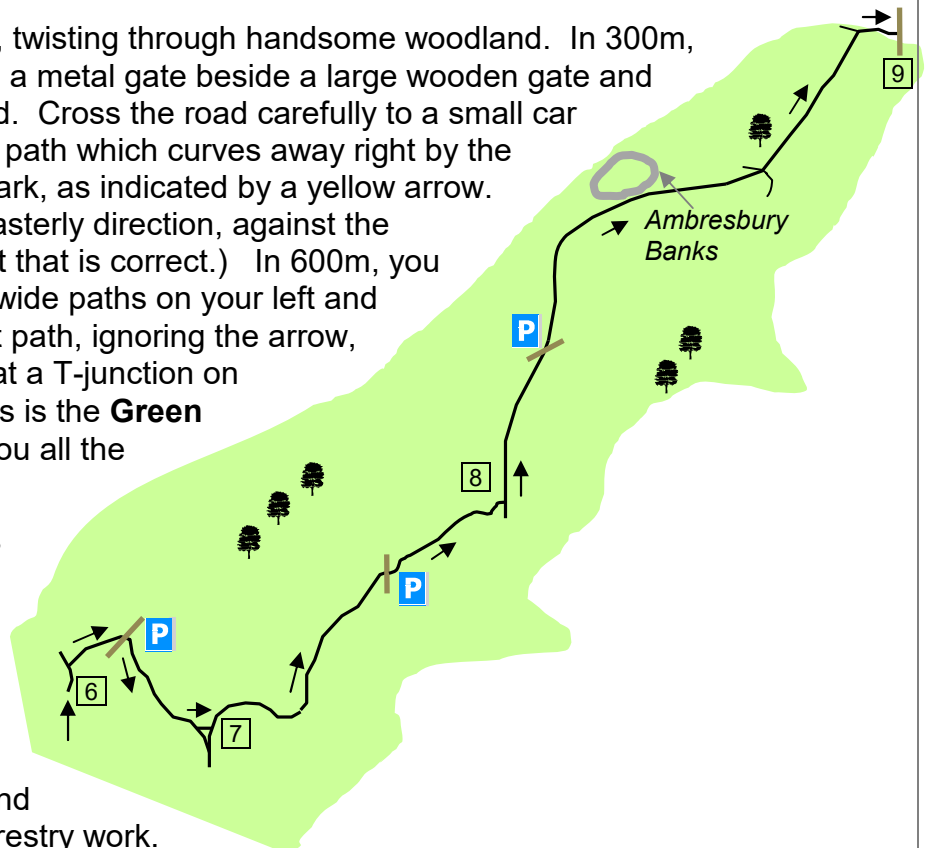 , twisting through handsome woodland. In 300m,
a metal gate beside a large wooden gate and
d. Cross the road carefully to a small car
path which curves away right by the
ark, as indicated by a yellow arrow.
asterly direction, against the
t that is correct.) In 600m, you
wide paths on your left and
t path, ignoring the arrow,
at a T-junction on
s is the Green
ou all the
nd
restry work.
9
Ambresbury
Banks
P
8
P
P
6
7